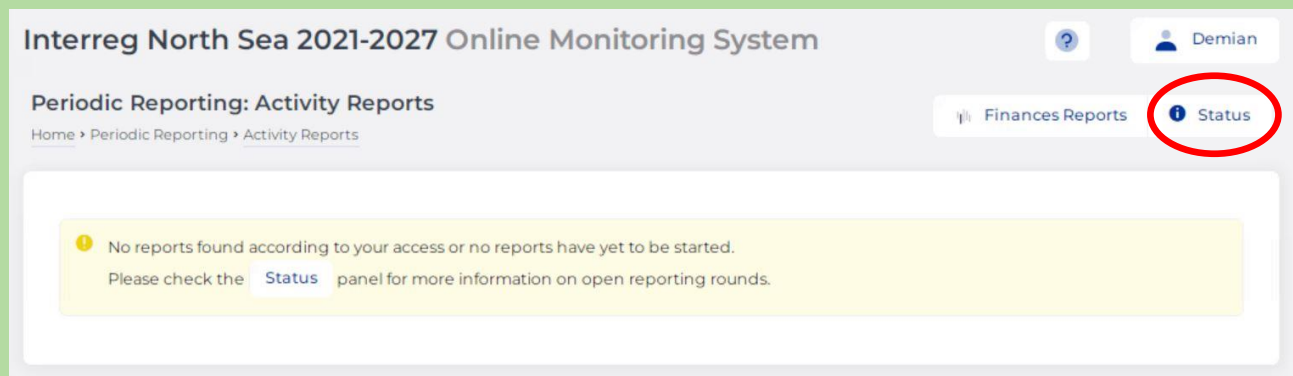 Interreg North Sea 2021-2027 Online Monitoring System
? Demian
Periodic Reporting: Activity Reports
Finances Reports i Status
Home › Periodic Reporting › Activity Reports
! No reports found according to your access or no reports have yet to be started.
Please check the Status panel for more information on open reporting rounds.